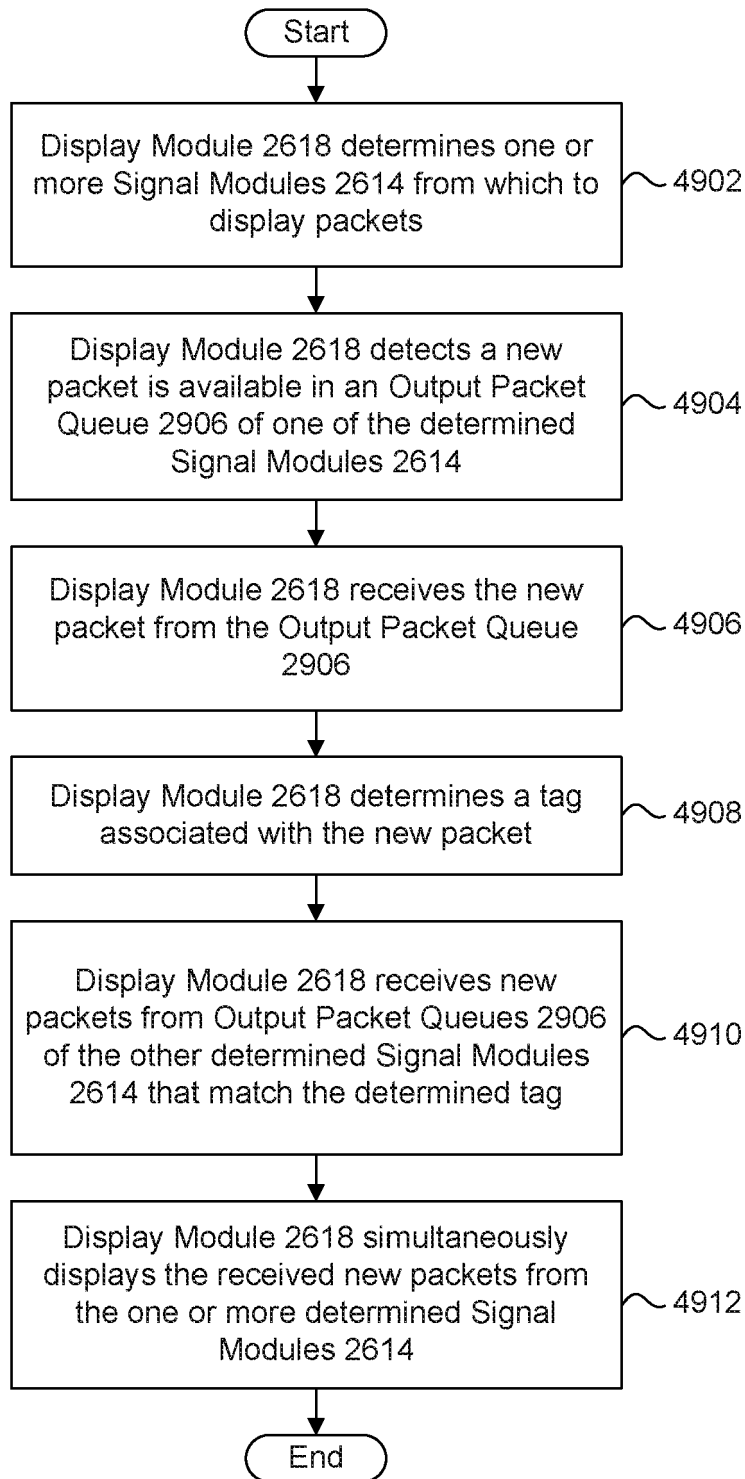 Start
Display Module 2618 determines one or
more Signal Modules 2614 from which to
display packets
4902
Display Module 2618 detects a new
packet is available in an Output Packet
Queue 2906 of one of the determined
Signal Modules 2614
4904
Display Module 2618 receives the new
packet from the Output Packet Queue
2906
4906
Display Module 2618 determines a tag
associated with the new packet
4908
Display Module 2618 receives new
packets from Output Packet Queues 2906
of the other determined Signal Modules
2614 that match the determined tag
4910
Display Module 2618 simultaneously
displays the received new packets from
the one or more determined Signal
Modules 2614
4912
End